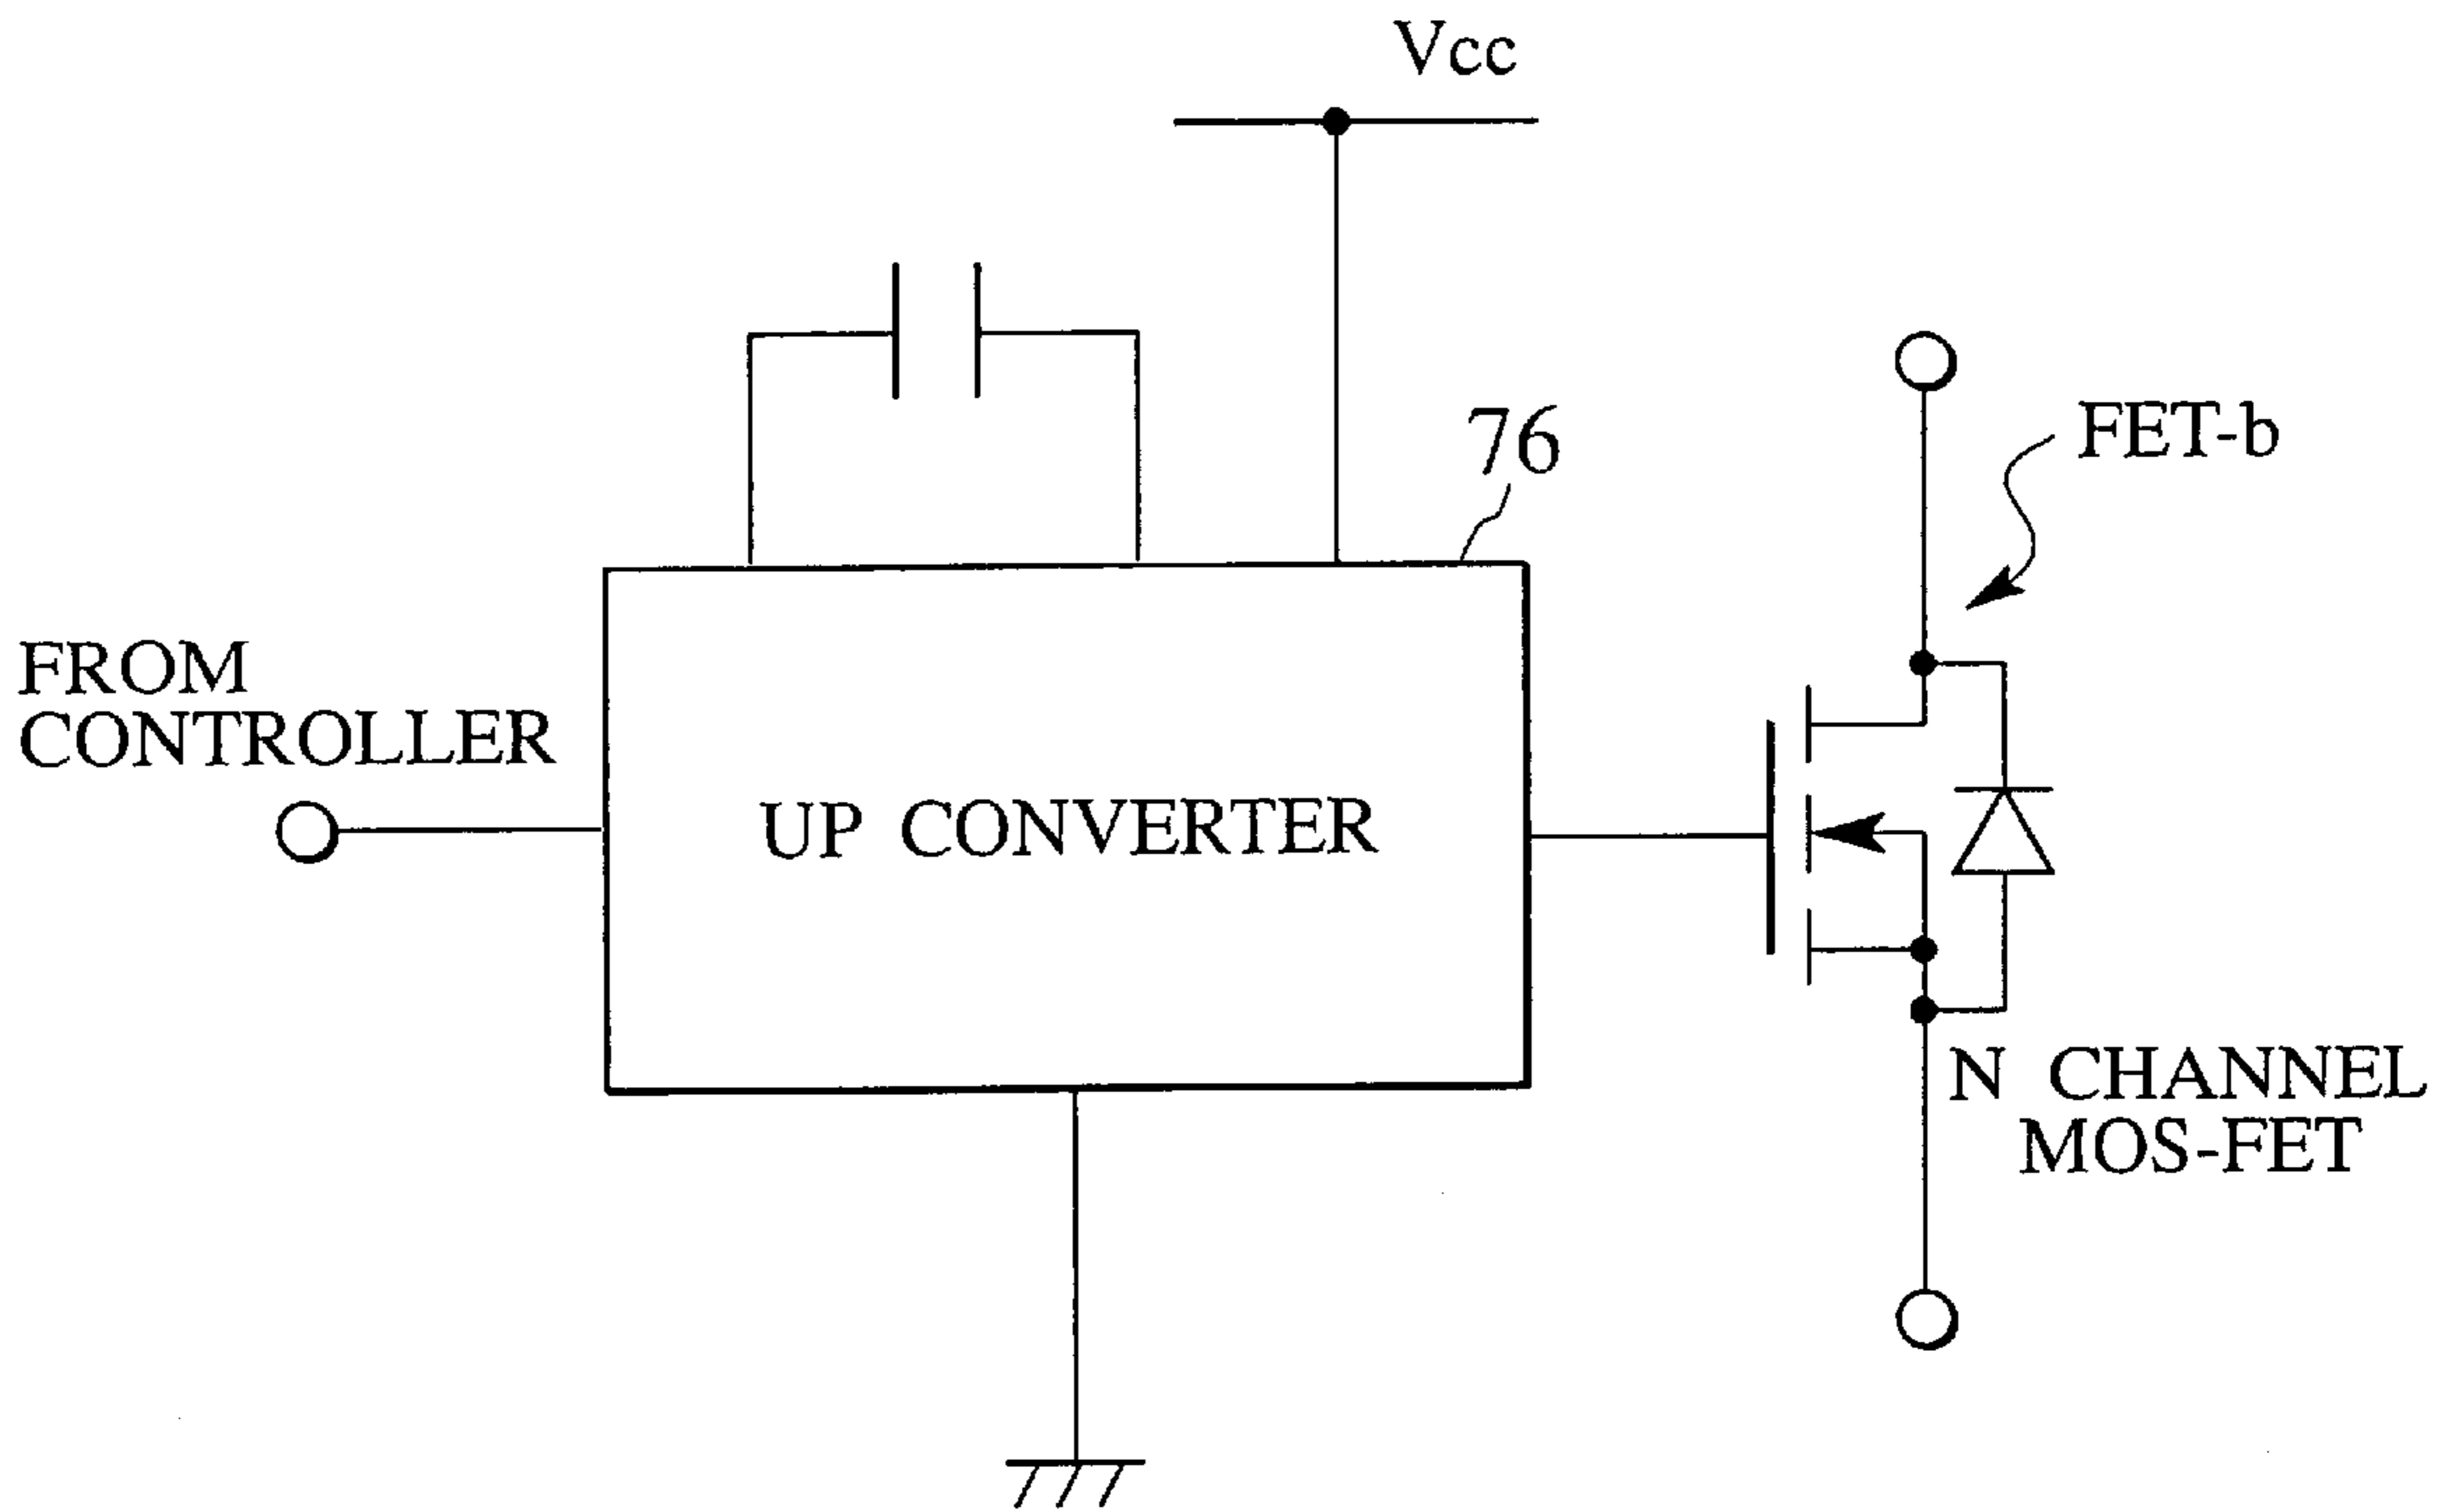 Vcc
76
FET-b
FROM
CONTROLLER
UP CONVERTER
N CHANNEL
MOS-FET